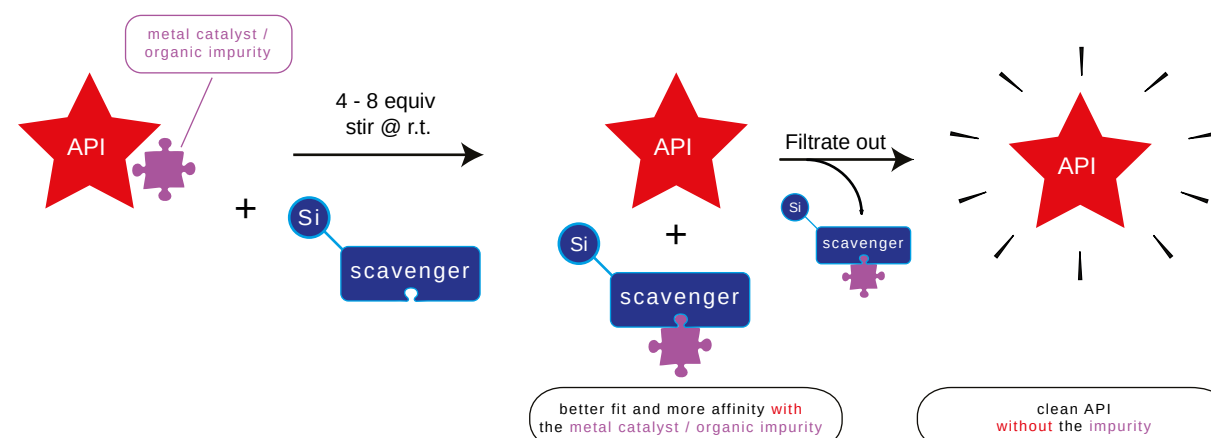 metal catalyst /
organic impurity
API
+
4 - 8 equiv
stir @ r.t.
Si
scavenger
API
+
Si
scavenger
better fit and more affinity with
the metal catalyst / organic impurity
Filtrate out
Si
scavenger
API
clean API
without the impurity